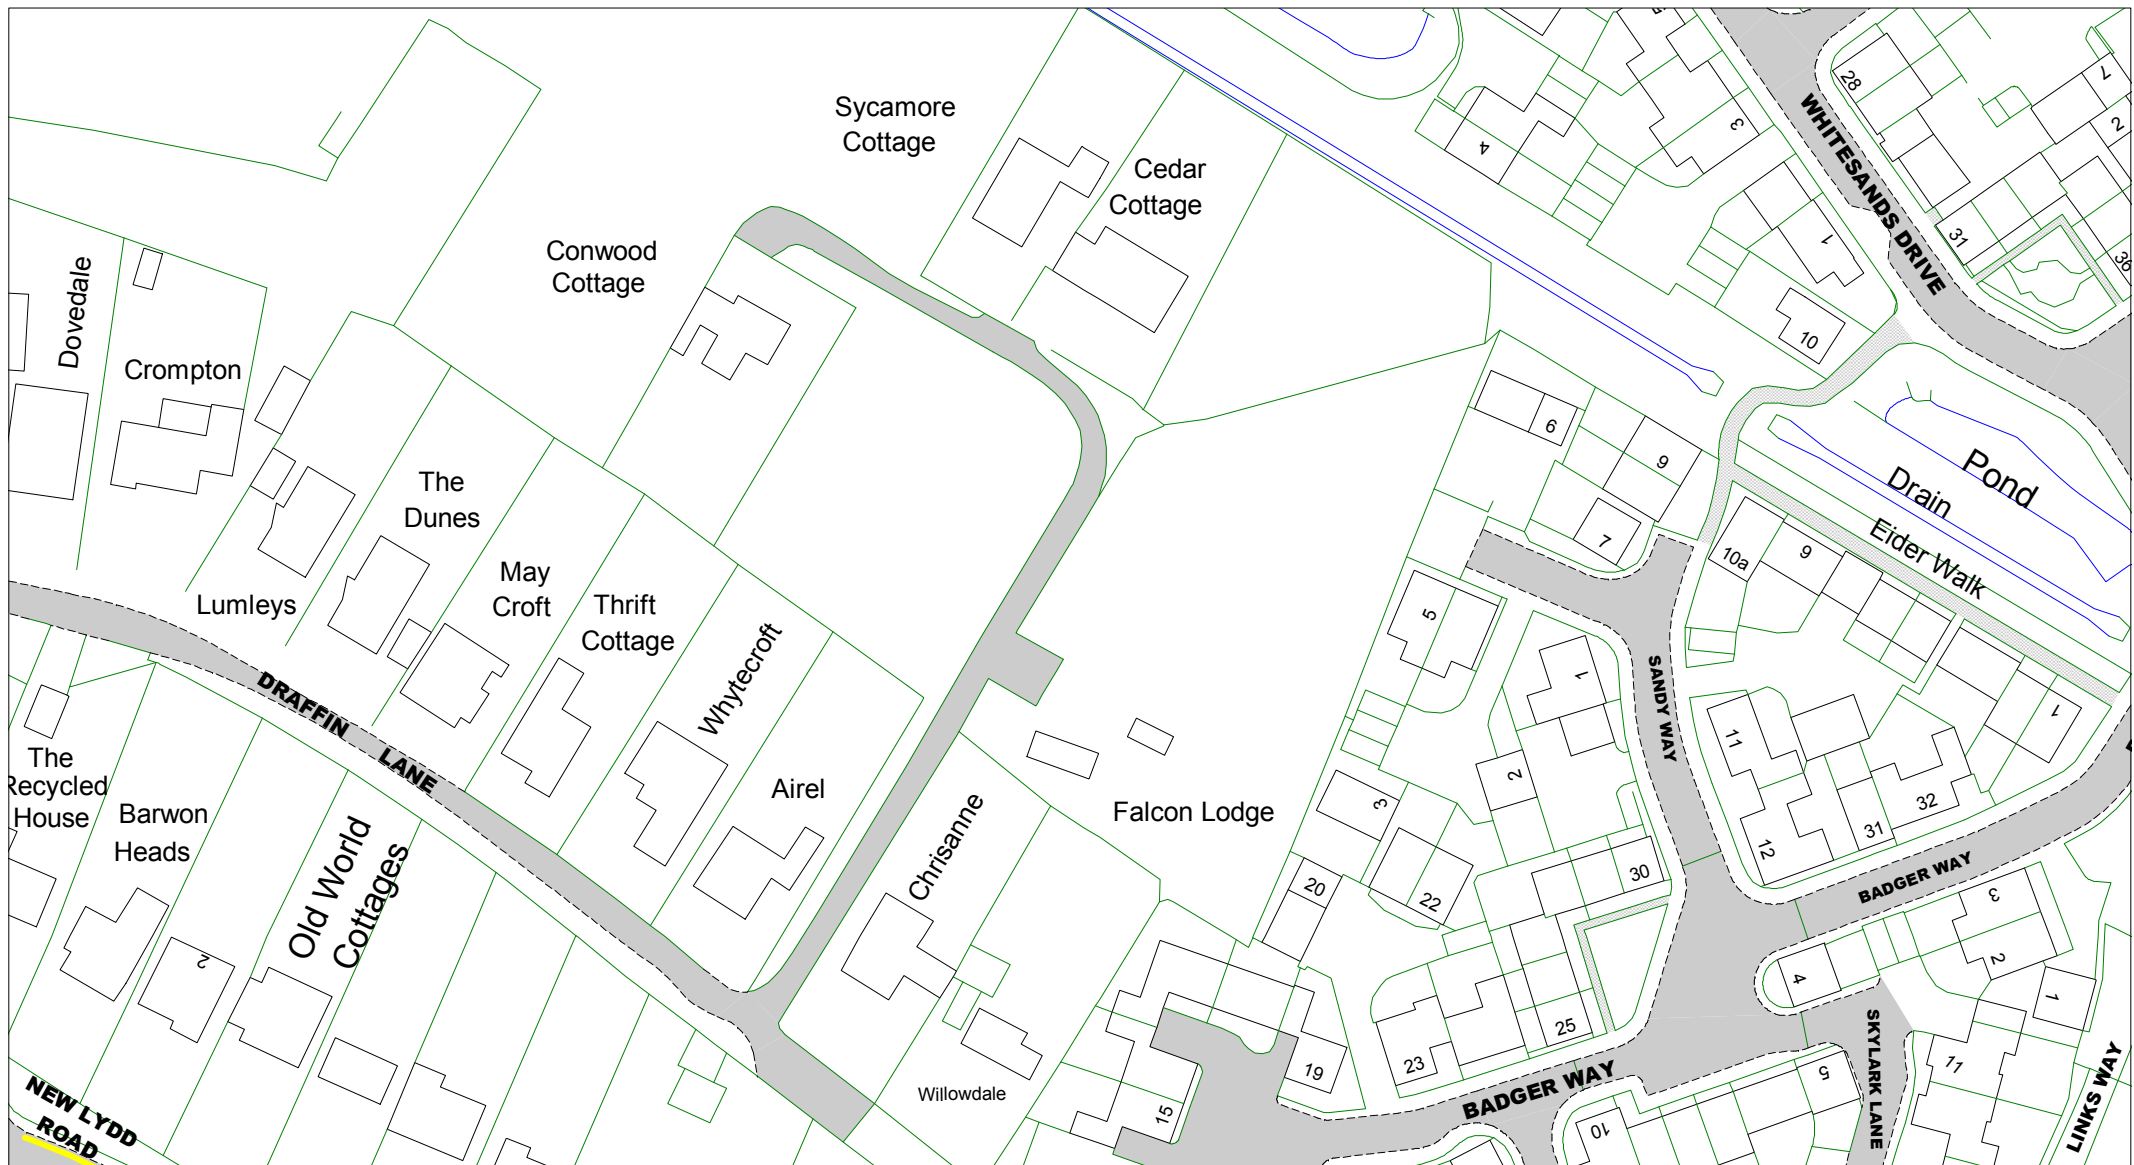 Sycamore
Cottage
Cedar
Cottage
Conwood
Cottage
Dovedale
Crompton
The
Dunes
May
Croft
Thrift
Cottage
Lumleys
Whytecroft
Airel
Chrisanne
Falcon Lodge
Willowdale
The
Recycled
House
Barwon
Heads
Old World
Cottages
2
DRAFFIN LANE
NEW LYDD
ROAD
WHITESANDS DRIVE
28
7
2
31
36
3
4
1
10
6
9
7
Pond
Drain
Eider Walk
10a
9
1
5
1
2
3
SANDY WAY
11
12
31
32
20
22
30
25
23
19
15
BADGER WAY
BADGER WAY
3
2
4
1
SKYLARK LANE
11
5
10
LINKS WAY